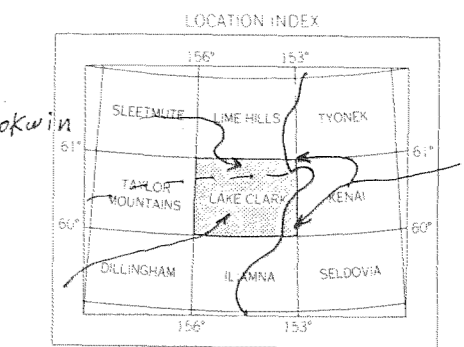 LOCATION INDEX
156° 153°
SLEETMUTE LIME HILLS TYONEK
okwin
61° 61°
TAYLOR MOUNTAINS LAKE CLARK KENAI
60° 60°
DILLINGHAM ILIAMNA SELDOVIA
156° 153°